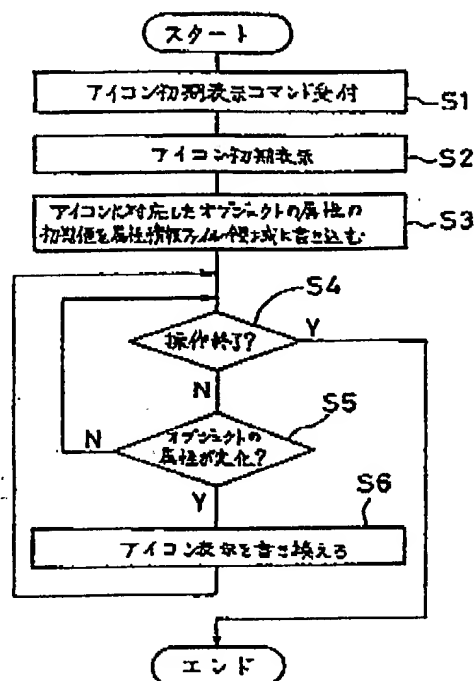 スタート
アイコン初期表示コマンド受付
S1
アイコン初期表示
S2
アイコンに対応したオブジェクトの属性の
初期値を属性情報ファイル領域に書き込む
S3
S4
操作終了?
Y
N
S5
オブジェクトの
属性が変化?
N
Y
S6
アイコン表示を書き換える
エンド